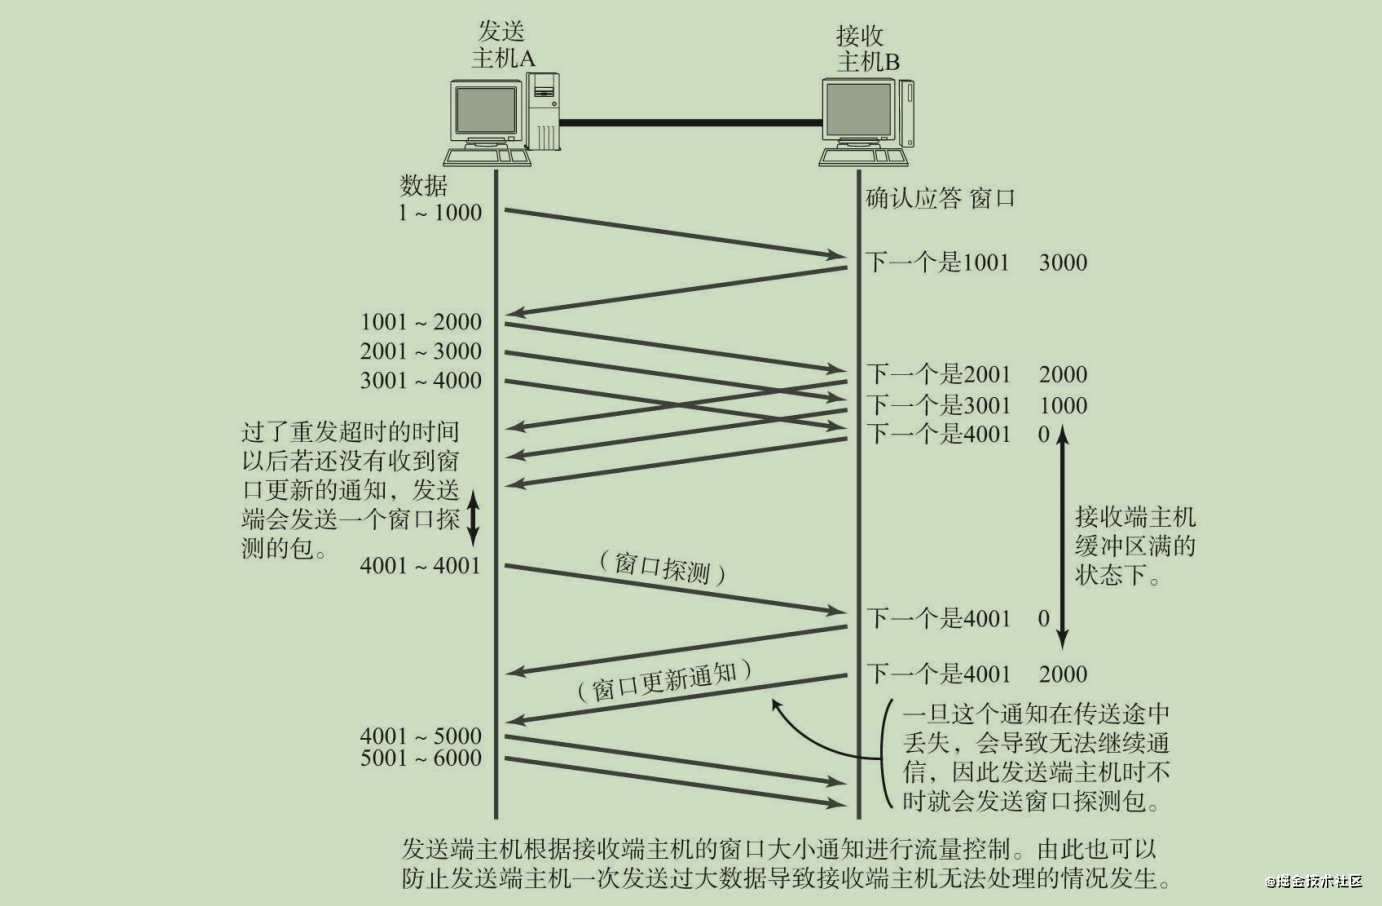 发送
主机A
接收
主机B
数据
确认应答 窗口
1～1000
下一个是1001 3000
1001～2000
2001～3000
3001～4000
下一个是2001 2000
下一个是3001 1000
下一个是4001 0
过了重发超时的时间
以后若还没有收到窗
口更新的通知，发送
端会发送一个窗口探
测的包。
接收端主机
缓冲区满的
状态下。
4001～4001
（窗口探测）
下一个是4001 0
（窗口更新通知）
下一个是4001 2000
4001～5000
5001～6000
一旦这个通知在传送途中
丢失，会导致无法继续通
信，因此发送端主机时不
时就会发送窗口探测包。
发送端主机根据接收端主机的窗口大小通知进行流量控制。由此也可以
防止发送端主机一次发送过大数据导致接收端主机无法处理的情况发生。
@掘金技术社区